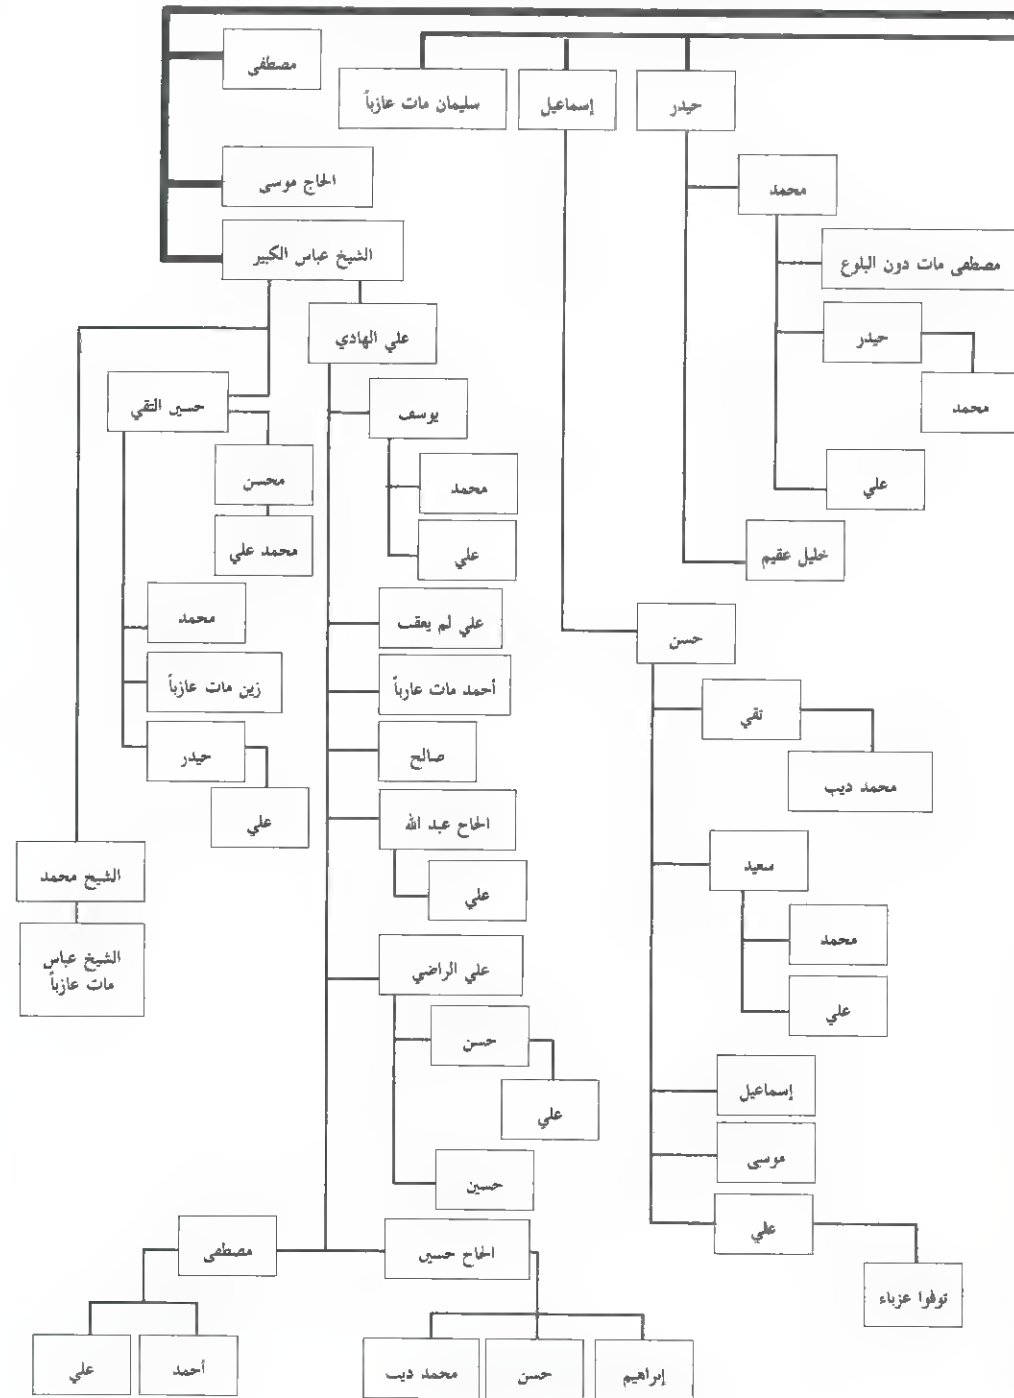 مصطفى
سليمان مات عازباً
إسماعيل
حيدر
الحاج موسى
محمد
الشيخ عباس الكبير
مصطفى مات دون البلوع
علي الهادي
حيدر
محمد
حسين التقي
يوسف
محسن
محمد
علي
محمد علي
علي
خليل عقيم
محمد
علي لم يعقب
حسن
زين مات عازباً
أحمد مات عازباً
تقي
حيدر
صالح
محمد ديب
علي
الحاح عبد الله
الشيخ محمد
علي
سعيد
الشيخ عباس
مات عازباً
محمد
علي الراضي
علي
حسن
علي
إسماعيل
موسى
حسين
علي
مصطفى
الحاج حسين
توفوا عزباء
علي
أحمد
محمد ديب
حسن
إبراهيم